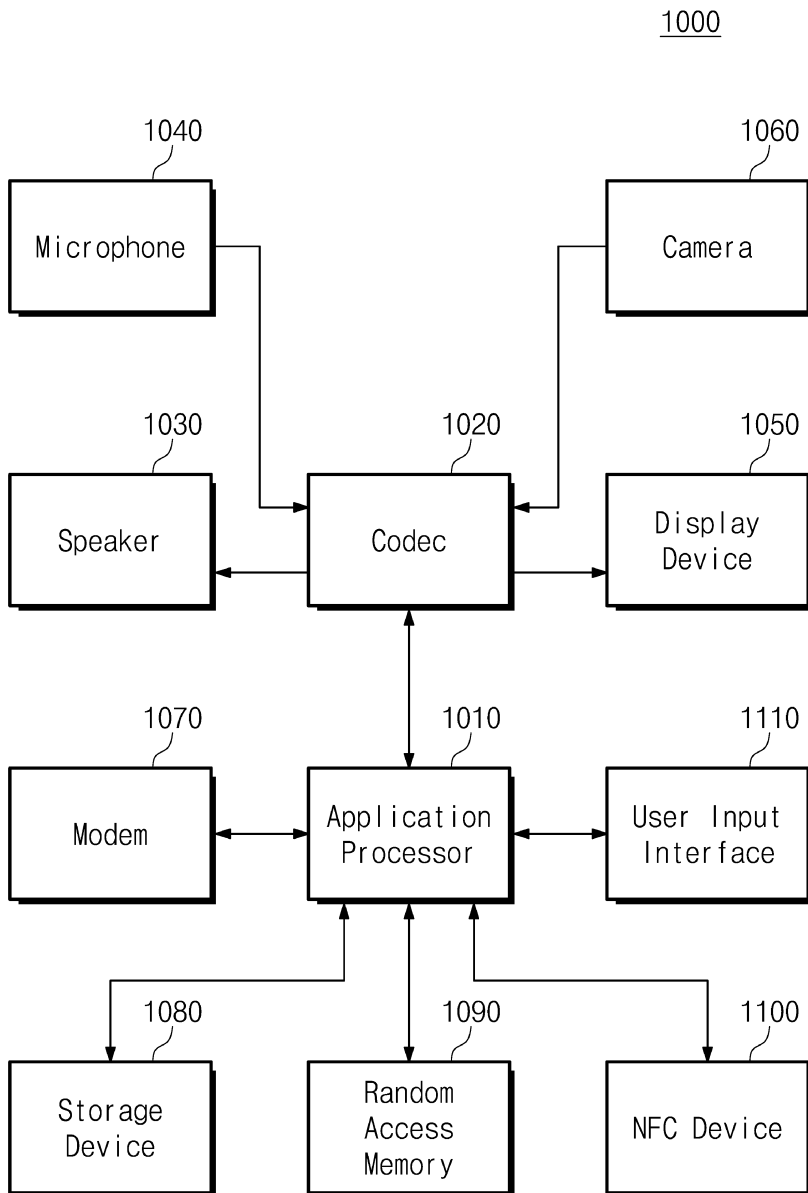 1000
1040
1060
Microphone
Camera
1030
1020
1050
Speaker
Codec
Display
Device
1070
1010
1110
Modem
Application
Processor
User Input
Interface
1080
1090
1100
Storage
Device
Random
Access
Memory
NFC Device